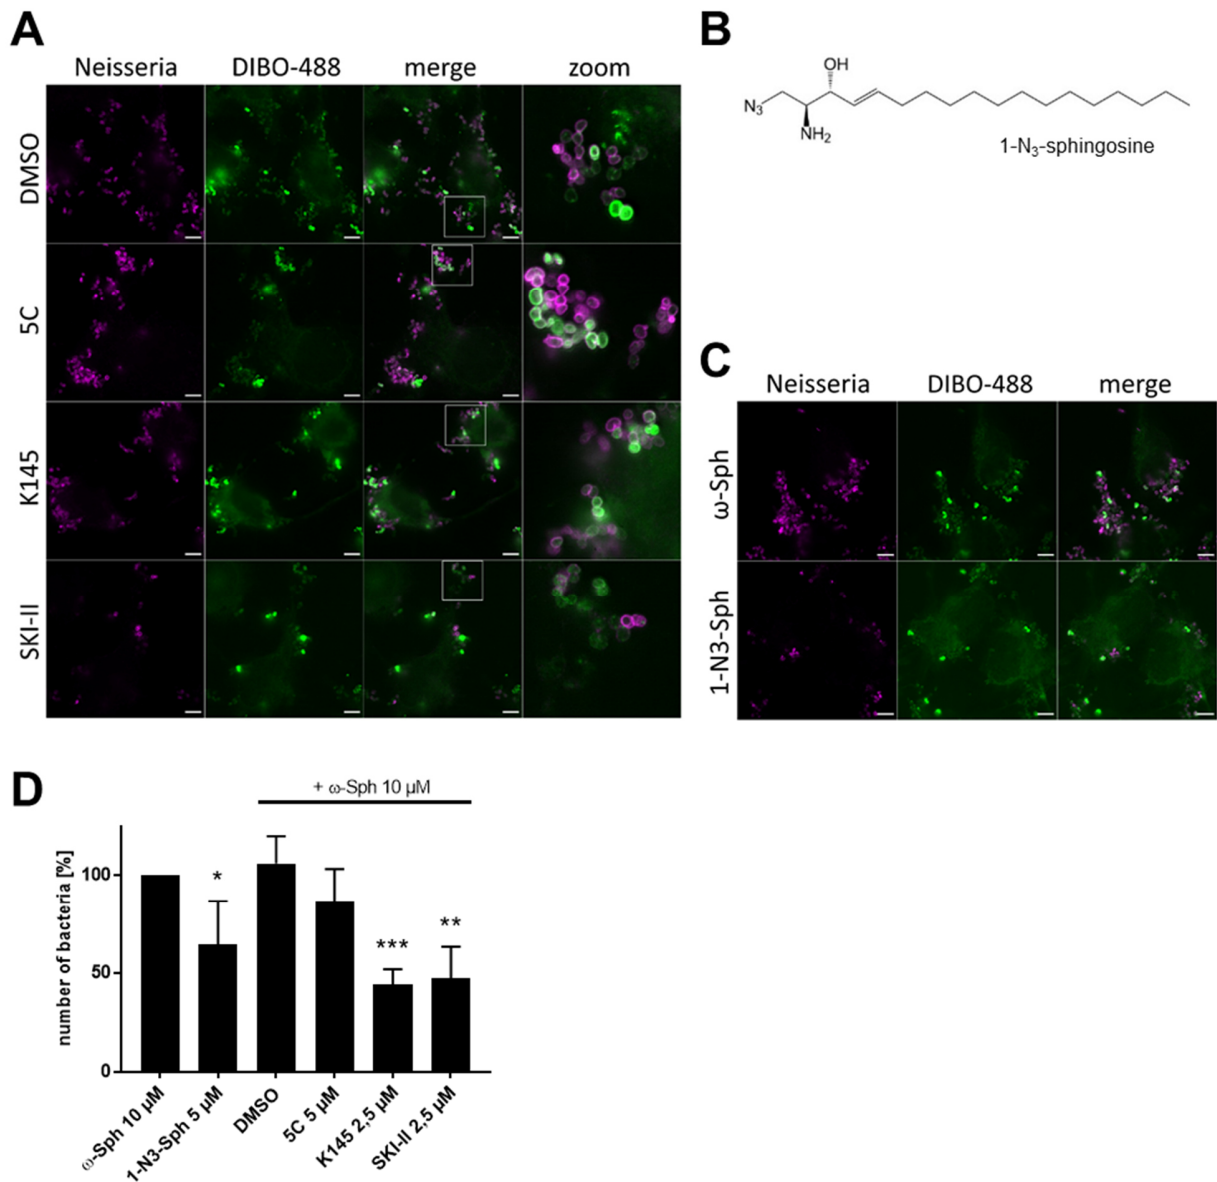 A
Neisseria DIBO-488 merge zoom
DMSO
5C
K145
SKI-II
B
OH
N3
NH2
1-N3-sphingosine
C
Neisseria DIBO-488 merge
ω-Sph
1-N3-Sph
D
+ ω-Sph 10 µM
number of bacteria [%]
100
50
0
*
***
**
ω-Sph 10 µM
1-N3-Sph 5 µM
DMSO
5C 5 µM
K145 2,5 µM
SKI-II 2,5 µM